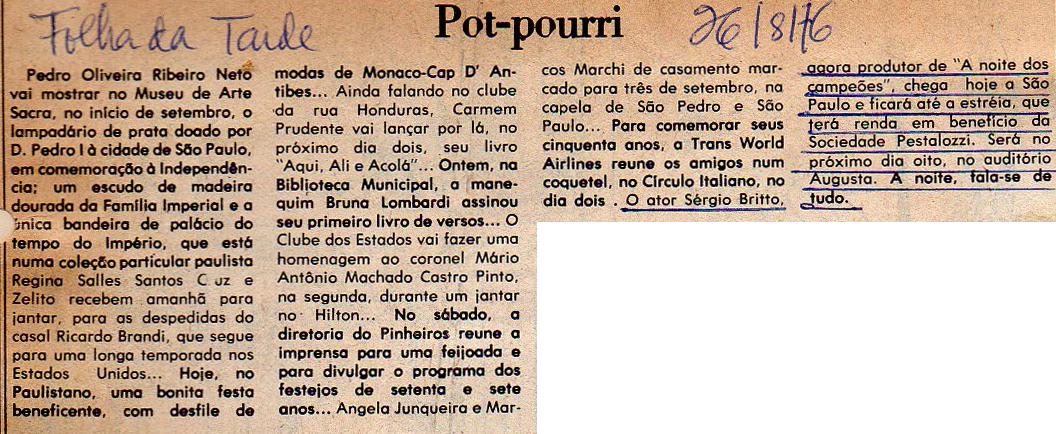 Folha da Tarde
Pot-pourri
26/8/76
Pedro Oliveira Ribeiro Neto
vai mostrar no Museu de Arte
Sacra, no início de setembro, o
lampadário de prata doado por
D. Pedro I à cidade de São Paulo,
em comemoração à Independên-
cia; um escudo de madeira
dourada da Família Imperial e a
única bandeira de palácio do
tempo do Império, que está
numa coleção particular paulista
Regina Salles Santos C uz e
Zelito recebem amanhã para
jantar, para as despedidas do
casal Ricardo Brandi, que segue
para uma longa temporada nos
Estados Unidos... Hoje, no
Paulistano, uma bonita festa
beneficente, com desfile de
modas de Monaco-Cap D' An-
tibes... Ainda falando no clube
da rua Honduras, Carmem
Prudente vai lançar por lá, no
próximo dia dois, seu livro
"Aqui, Ali e Acolá"... Ontem, na
Biblioteca Municipal, a mane-
quim Bruna Lombardi assinou
seu primeiro livro de versos... O
Clube dos Estados vai fazer uma
homenagem ao coronel Mário
Antônio Machado Castro Pinto,
na segunda, durante um jantar
no Hilton... No sábado, a
diretoria do Pinheiros reune a
imprensa para uma feijoada e
para divulgar o programa dos
festejos de setenta e sete
anos... Angela Junqueira e Mar-
cos Marchi de casamento mar-
cado para três de setembro, na
capela de São Pedro e São
Paulo... Para comemorar seus
cinquenta anos, a Trans World
Airlines reune os amigos num
coquetel, no Círculo Italiano, no
dia dois . O ator Sérgio Britto,
agora produtor de "A noite dos
campeões", chega hoje a São
Paulo e ficará até a estréia, que
terá renda em benefício da
Sociedade Pestalozzi. Será no
próximo dia oito, no auditório
Augusta. A noite, fala-se de
tudo.